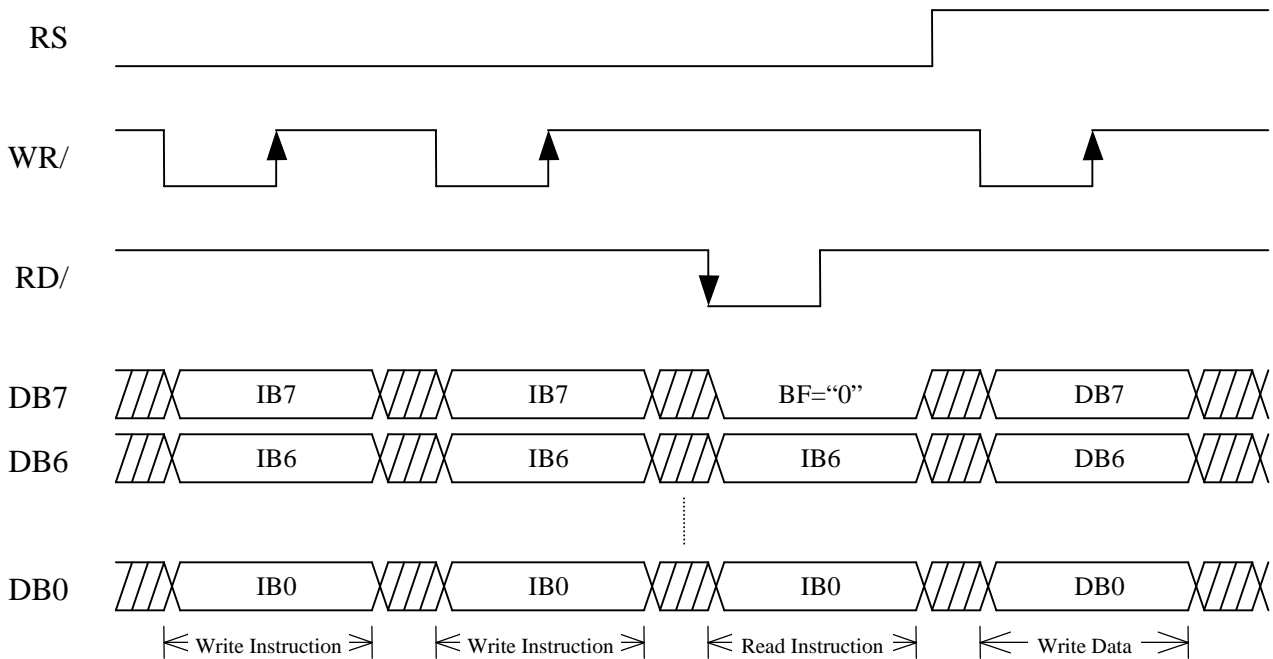 RS
WR/
RD/
DB7 IB7 IB7 BF=“0” DB7
DB6 IB6 IB6 IB6 DB6
DB0 IB0 IB0 IB0 DB0
Write Instruction Write Instruction Read Instruction Write Data